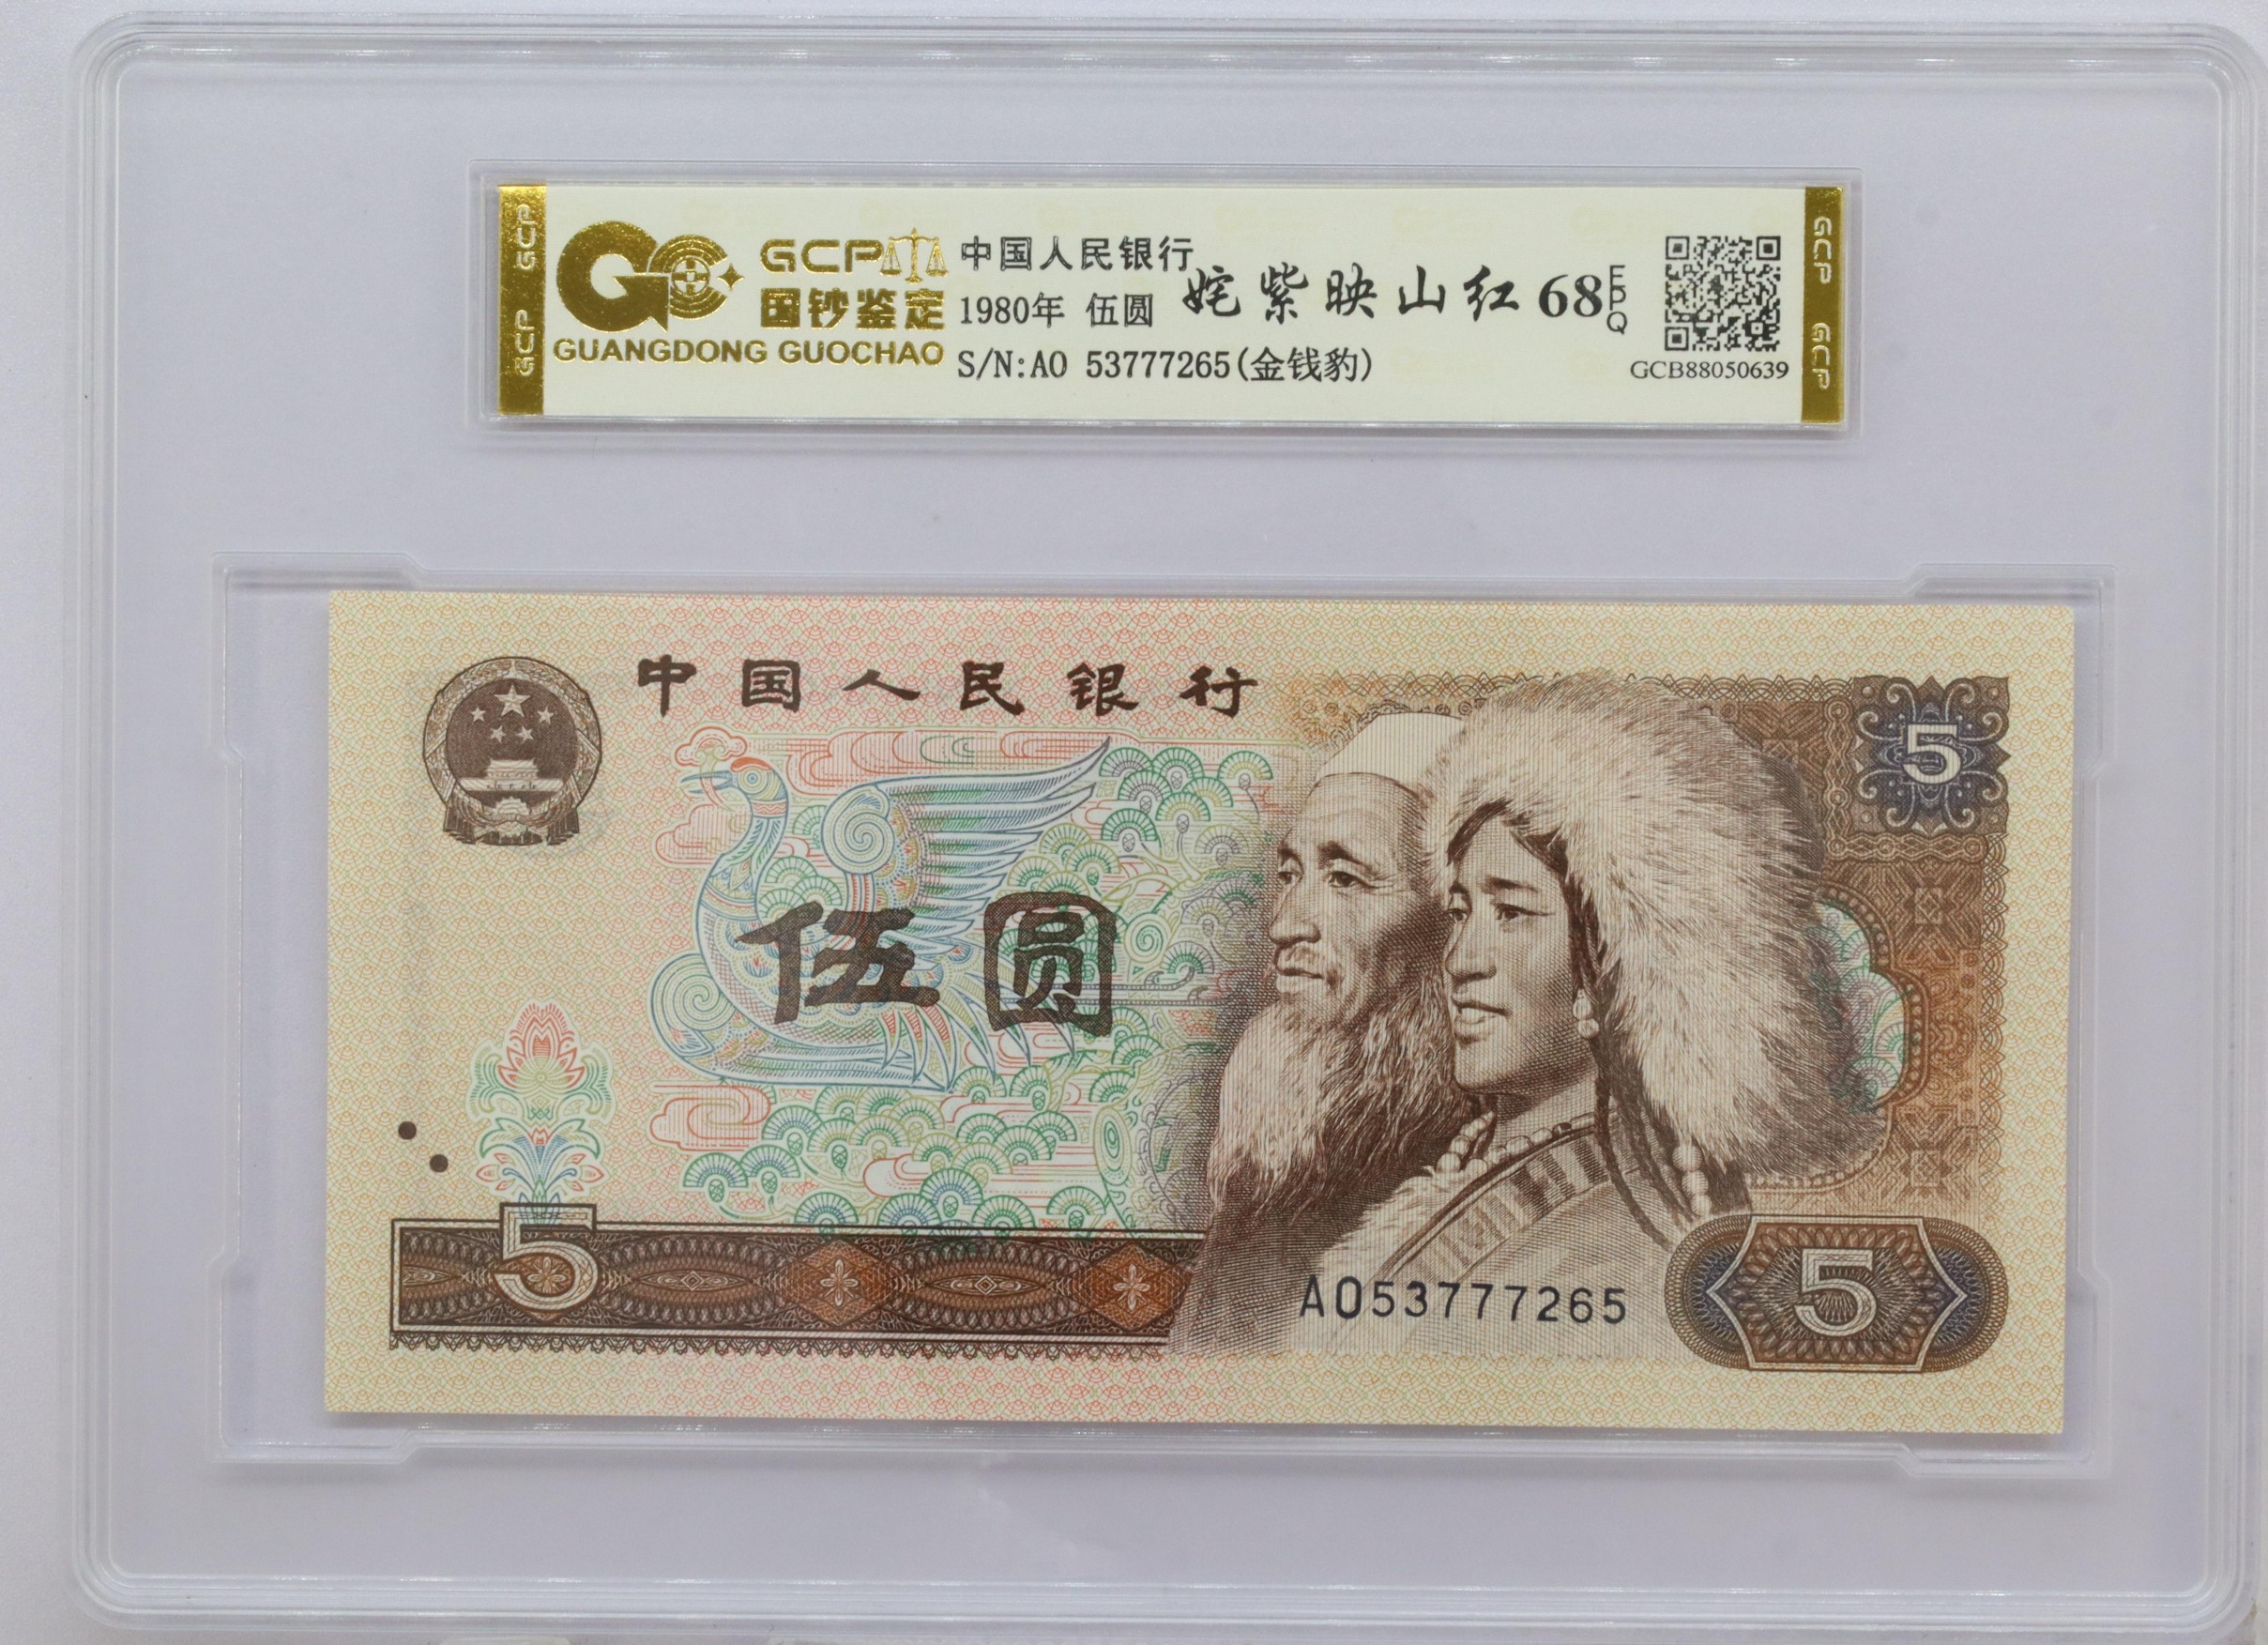 GCP GCP
GCP
国钞鉴定
GUANGDONG GUOCHAO
中国人民银行
1980年 伍圆
S/N:AO 53777265(金钱豹)
姹紫映山红 68 EPQ
GCB88050639
GCP GCP
中国人民银行
5
伍圆
5
AO53777265
5